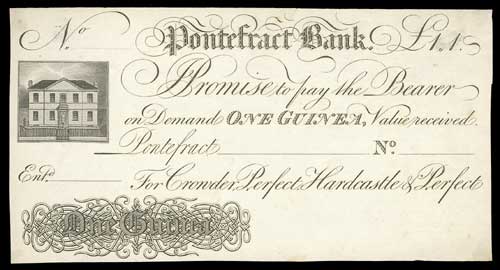 No Pontefract Bank. £1,1s
I Promise to pay the Bearer
on Demand ONE GUINEA, Value received.
Pontefract No.
Entd. For Crowder, Perfect, Hardcastle & Perfect
One Guinea